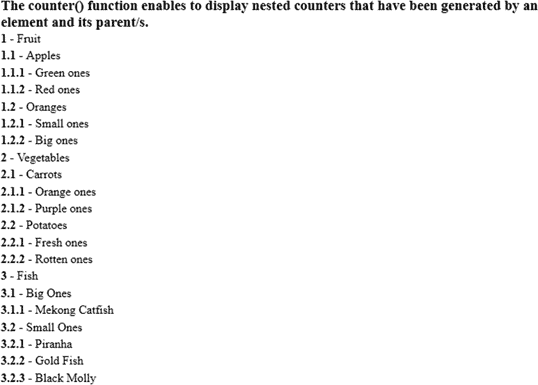 The counter() function enables to display nested counters that have been generated by an
element and its parent/s.
1 - Fruit
1.1 - Apples
1.1.1 - Green ones
1.1.2 - Red ones
1.2 - Oranges
1.2.1 - Small ones
1.2.2 - Big ones
2 - Vegetables
2.1 - Carrots
2.1.1 - Orange ones
2.1.2 - Purple ones
2.2 - Potatoes
2.2.1 - Fresh ones
2.2.2 - Rotten ones
3 - Fish
3.1 - Big Ones
3.1.1 - Mekong Catfish
3.2 - Small Ones
3.2.1 - Piranha
3.2.2 - Gold Fish
3.2.3 - Black Molly